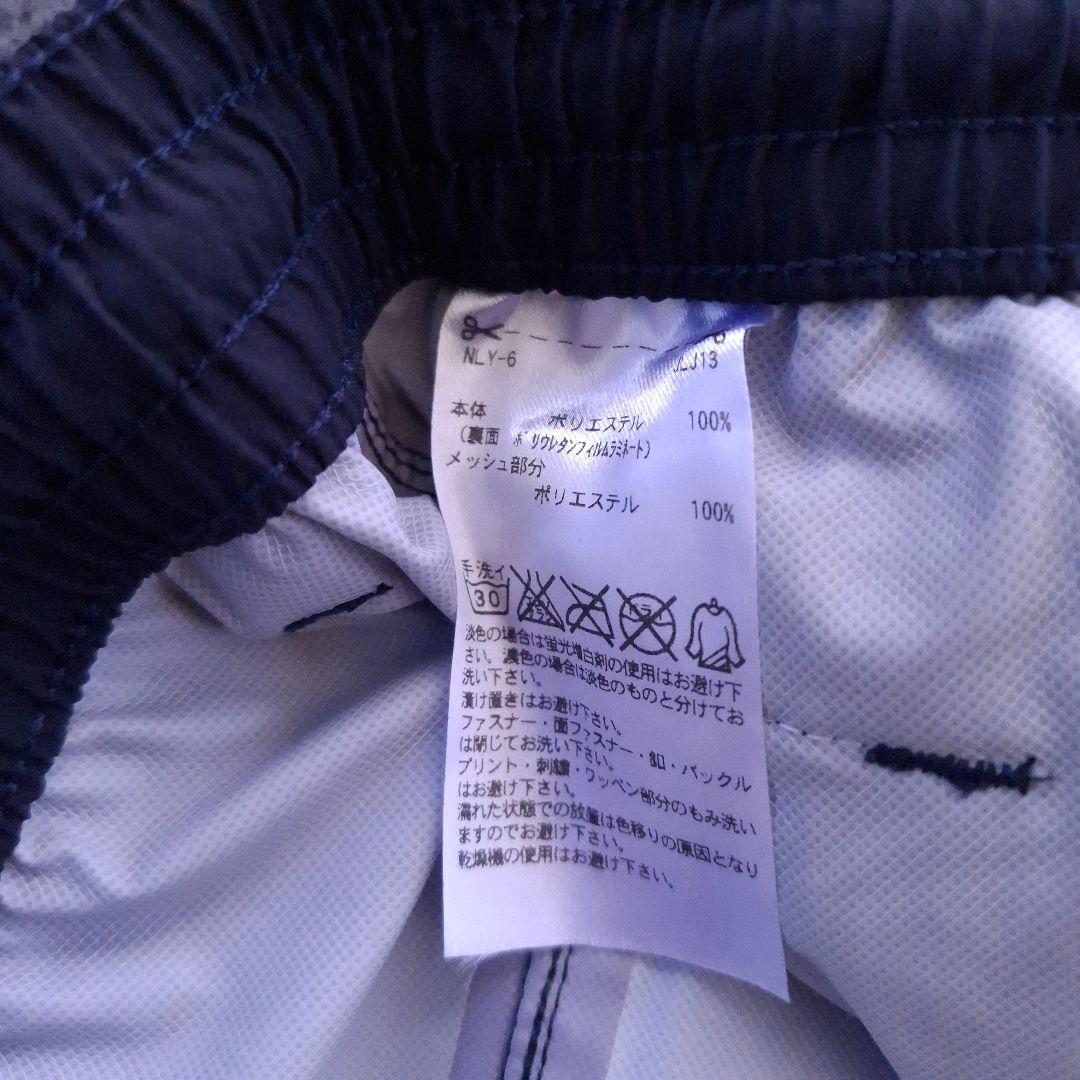 NLY-6 JLJ13
本体 ポリエステル 100%
(裏面 ポリウレタンフィルムラミネート)
メッシュ部分
ポリエステル 100%
手洗イ
30
エンソサラシ
ドライ
淡色の場合は蛍光増白剤の使用はお避け下
さい。濃色の場合は淡色のものと分けてお
洗い下さい。
漬け置きはお避け下さい。
ファスナー・面ファスナー・釦・バックル
は閉じてお洗い下さい。
プリント・刺繍・ワッペン部分のもみ洗い
はお避け下さい。
濡れた状態での放置は色移りの原因となり
ますのでお避け下さい。
乾燥機の使用はお避け下さい。